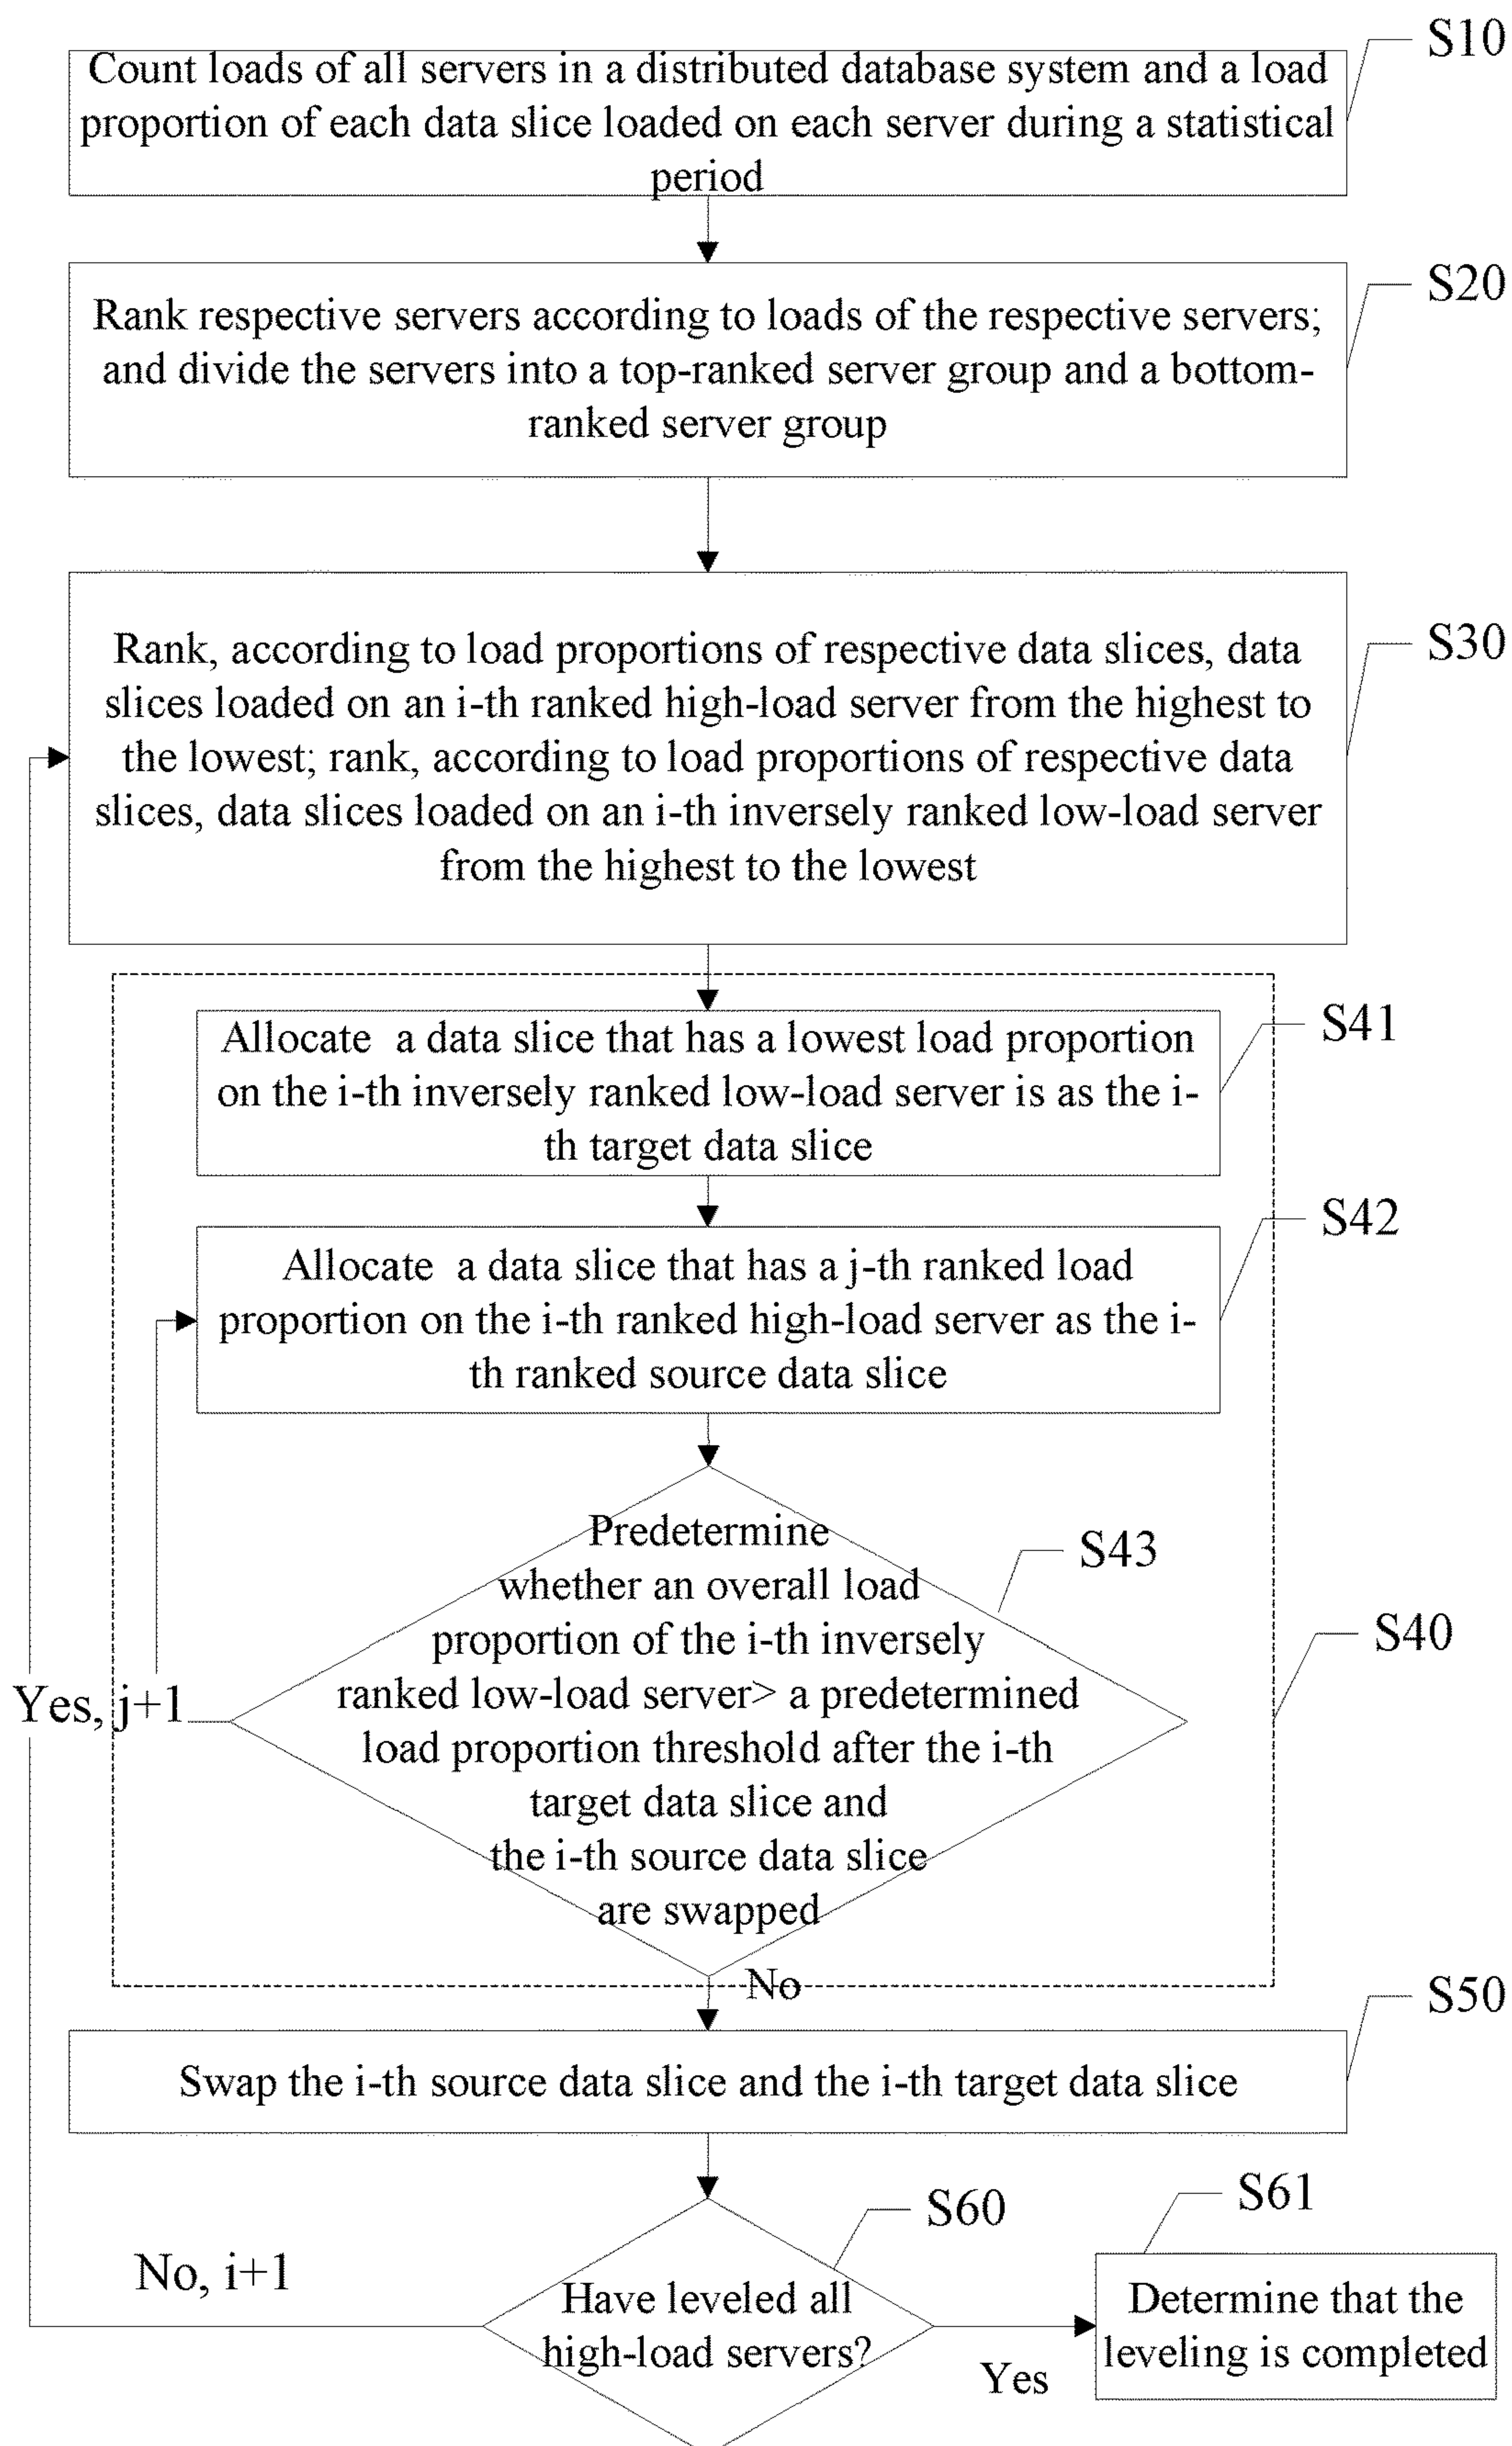 S10
Count loads of all servers in a distributed database system and a load
proportion of each data slice loaded on each server during a statistical
period
S20
Rank respective servers according to loads of the respective servers;
and divide the servers into a top-ranked server group and a bottom-
ranked server group
S30
Rank, according to load proportions of respective data slices, data
slices loaded on an i-th ranked high-load server from the highest to
the lowest; rank, according to load proportions of respective data
slices, data slices loaded on an i-th inversely ranked low-load server
from the highest to the lowest
S41
Allocate  a data slice that has a lowest load proportion
on the i-th inversely ranked low-load server is as the i-
th target data slice
S42
Allocate  a data slice that has a j-th ranked load
proportion on the i-th ranked high-load server as the i-
th ranked source data slice
S43
Predetermine
whether an overall load
proportion of the i-th inversely
ranked low-load server> a predetermined
load proportion threshold after the i-th
target data slice and
the i-th source data slice
are swapped
S40
Yes, j+1
No
S50
Swap the i-th source data slice and the i-th target data slice
S60
S61
No, i+1
Have leveled all
high-load servers?
Yes
Determine that the
leveling is completed